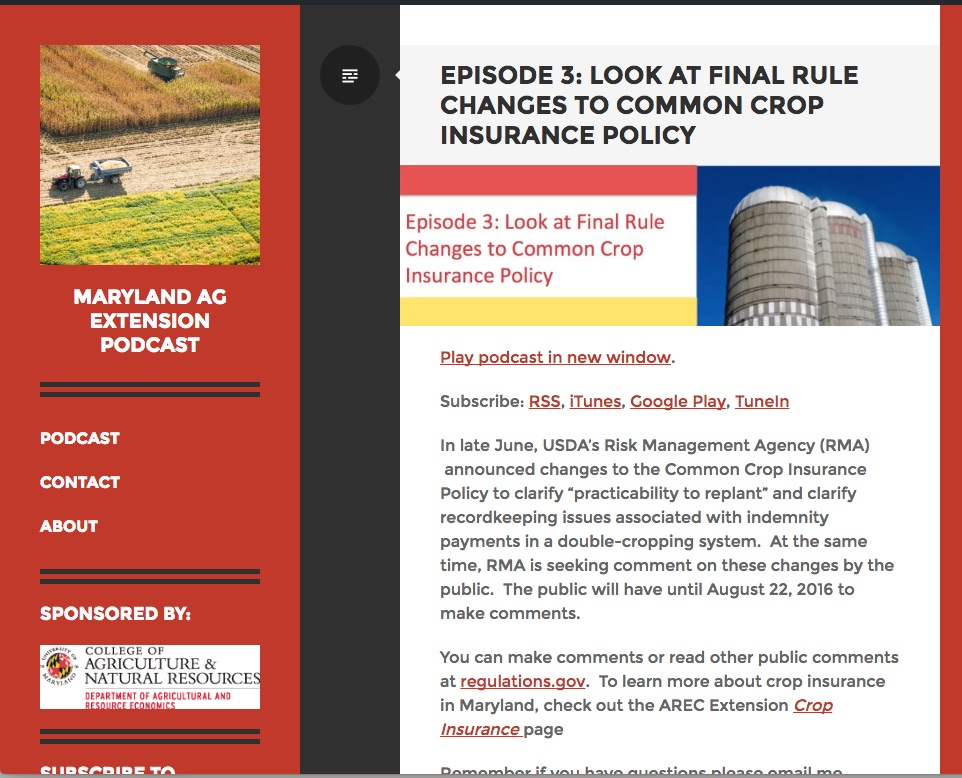 MARYLAND AG
EXTENSION
PODCAST
PODCAST
CONTACT
ABOUT
SPONSORED BY:
UNIVERSITY OF
MARYLAND
COLLEGE OF
AGRICULTURE &
NATURAL RESOURCES
DEPARTMENT OF AGRICULTURAL AND
RESOURCE ECONOMICS
SUBSCRIBE TO
EPISODE 3: LOOK AT FINAL RULE
CHANGES TO COMMON CROP
INSURANCE POLICY
Episode 3: Look at Final Rule
Changes to Common Crop
Insurance Policy
Play podcast in new window.
Subscribe: RSS, iTunes, Google Play, TuneIn
In late June, USDA’s Risk Management Agency (RMA)
announced changes to the Common Crop Insurance
Policy to clarify “practicability to replant” and clarify
recordkeeping issues associated with indemnity
payments in a double-cropping system.  At the same
time, RMA is seeking comment on these changes by the
public.  The public will have until August 22, 2016 to
make comments.
You can make comments or read other public comments
at regulations.gov.  To learn more about crop insurance
in Maryland, check out the AREC Extension Crop
Insurance page
Remember if you have questions please email me